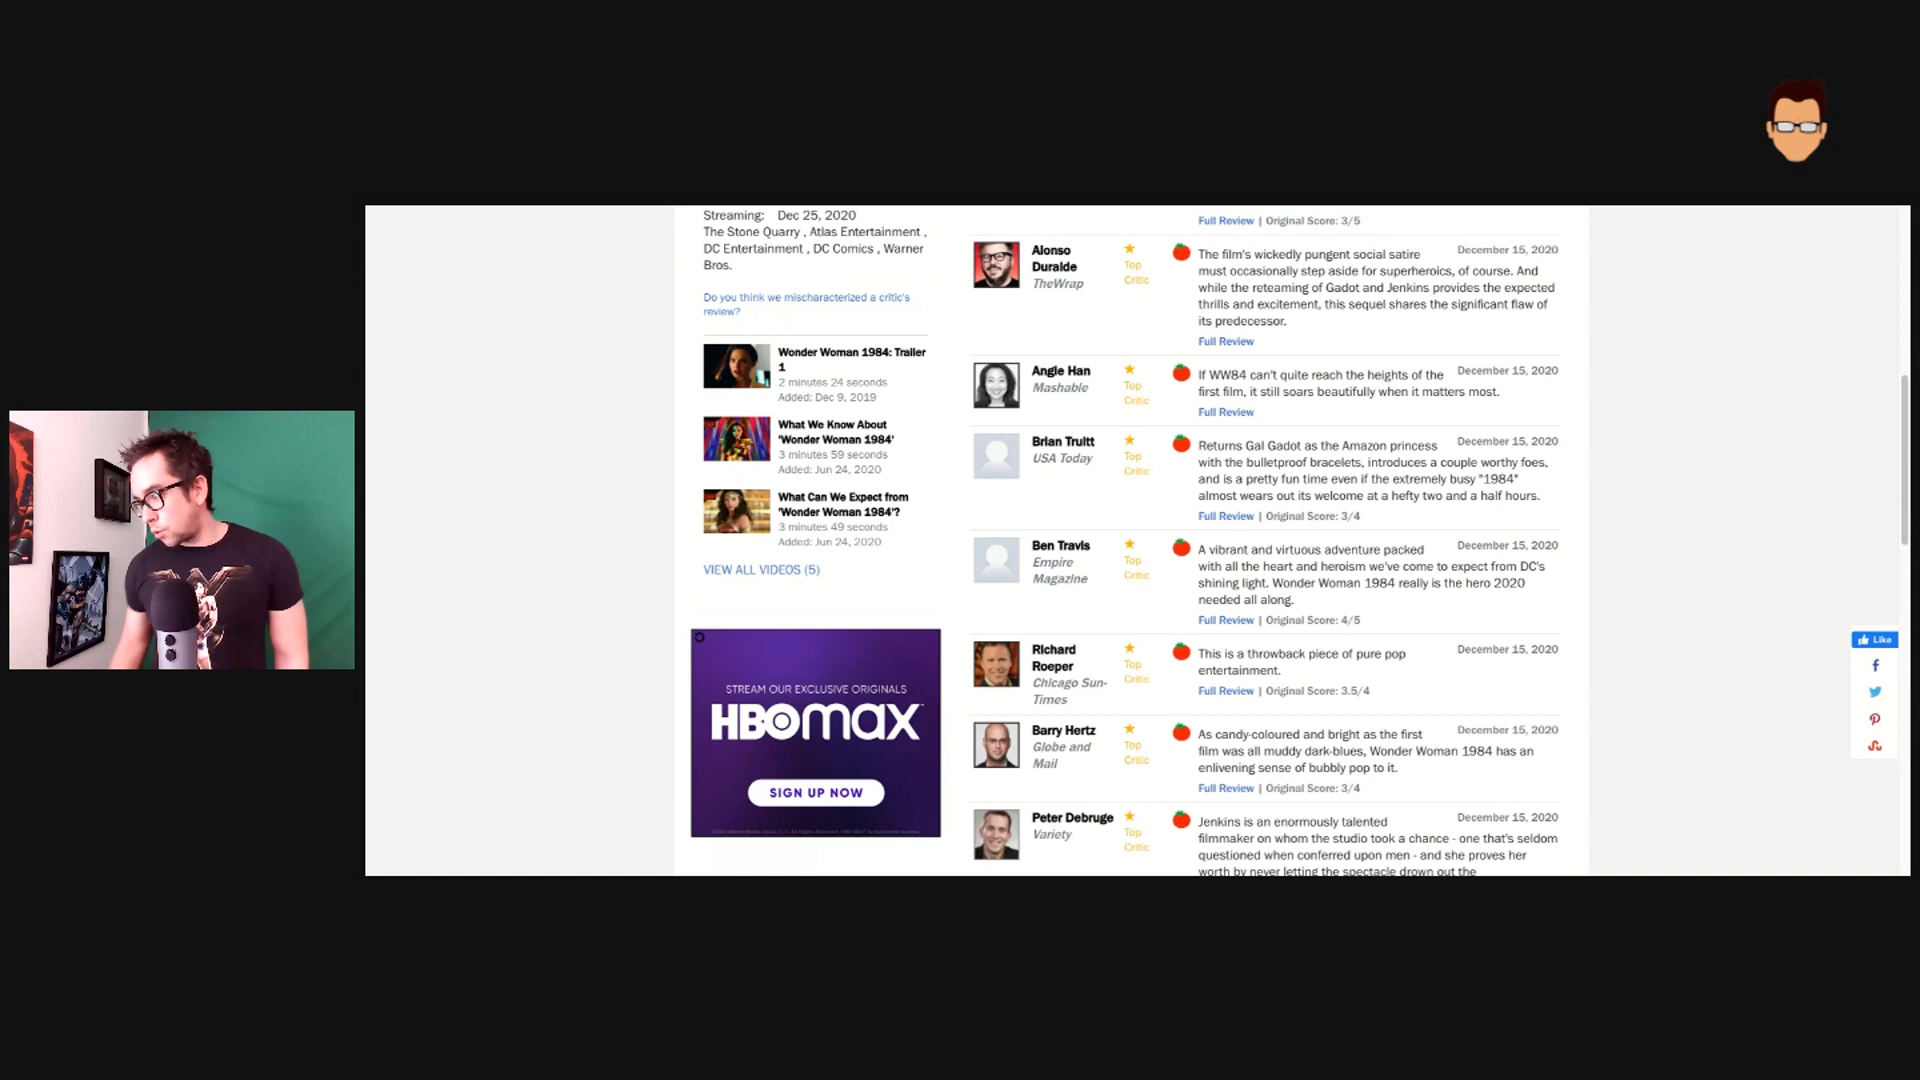 Streaming: Dec 25, 2020
The Stone Quarry , Atlas Entertainment ,
DC Entertainment , DC Comics , Warner
Bros.
Do you think we mischaracterized a critic's
review?
Wonder Woman 1984: Trailer
1
2 minutes 24 seconds
Added: Dec 9, 2019
What We Know About
'Wonder Woman 1984'
3 minutes 59 seconds
Added: Jun 24, 2020
What Can We Expect from
'Wonder Woman 1984'?
3 minutes 49 seconds
Added: Jun 24, 2020
VIEW ALL VIDEOS (5)
STREAM OUR EXCLUSIVE ORIGINALS
HBOMAX
SIGN UP NOW
Full Review | Original Score: 3/5
Alonso
Duralde
TheWrap
Top
Critic
December 15, 2020
The film's wickedly pungent social satire
must occasionally step aside for superheroics, of course. And
while the reteaming of Gadot and Jenkins provides the expected
thrills and excitement, this sequel shares the significant flaw of
its predecessor.
Full Review
Angie Han
Mashable
Top
Critic
December 15, 2020
If WW84 can't quite reach the heights of the
first film, it still soars beautifully when it matters most.
Full Review
Brian Truitt
USA Today
Top
Critic
December 15, 2020
Returns Gal Gadot as the Amazon princess
with the bulletproof bracelets, introduces a couple worthy foes,
and is a pretty fun time even if the extremely busy "1984"
almost wears out its welcome at a hefty two and a half hours.
Full Review | Original Score: 3/4
Ben Travis
Empire
Magazine
Top
Critic
December 15, 2020
A vibrant and virtuous adventure packed
with all the heart and heroism we've come to expect from DC's
shining light. Wonder Woman 1984 really is the hero 2020
needed all along.
Full Review | Original Score: 4/5
Richard
Roeper
Chicago Sun-
Times
Top
Critic
December 15, 2020
This is a throwback piece of pure pop
entertainment.
Full Review | Original Score: 3.5/4
Barry Hertz
Globe and
Mail
Top
Critic
December 15, 2020
As candy-coloured and bright as the first
film was all muddy dark-blues, Wonder Woman 1984 has an
enlivening sense of bubbly pop to it.
Full Review | Original Score: 3/4
Peter Debruge
Variety
Top
Critic
December 15, 2020
Jenkins is an enormously talented
filmmaker on whom the studio took a chance - one that's seldom
questioned when conferred upon men - and she proves her
worth by never letting the spectacle drown out the
Like